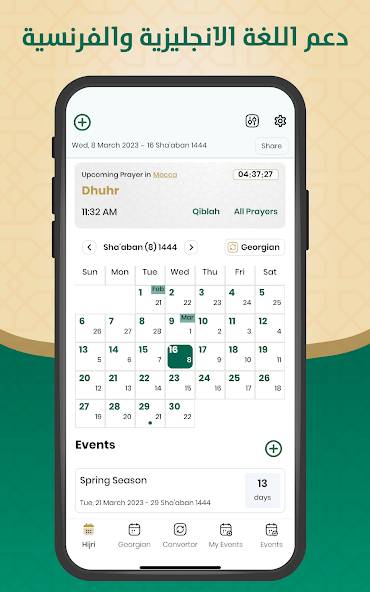 دعم اللغة الانجليزية والفرنسية
Wed, 8 March 2023 - 16 Sha'aban 1444
Share
Upcoming Prayer in Mecca
04:37:27
Dhuhr
11:32 AM
Qiblah
All Prayers
Sha'aban (8) 1444
Georgian
Sun Mon Tue Wed Thu Fri Sat
1 Feb 21 2 22 3 23 4 24 5 25
6 26 7 27 8 28 9 Mar 1 10 2 11 3 12 4
13 5 14 6 15 7 16 8 17 9 18 10 19 11
20 12 21 13 22 14 23 15 24 16 25 17 26 18
27 19 28 20 29 21 30 22
Events
Spring Season
13
days
Tue, 21 March 2023 - 29 Sha'aban 1444
Hijri Georgian Convertor My Events Events